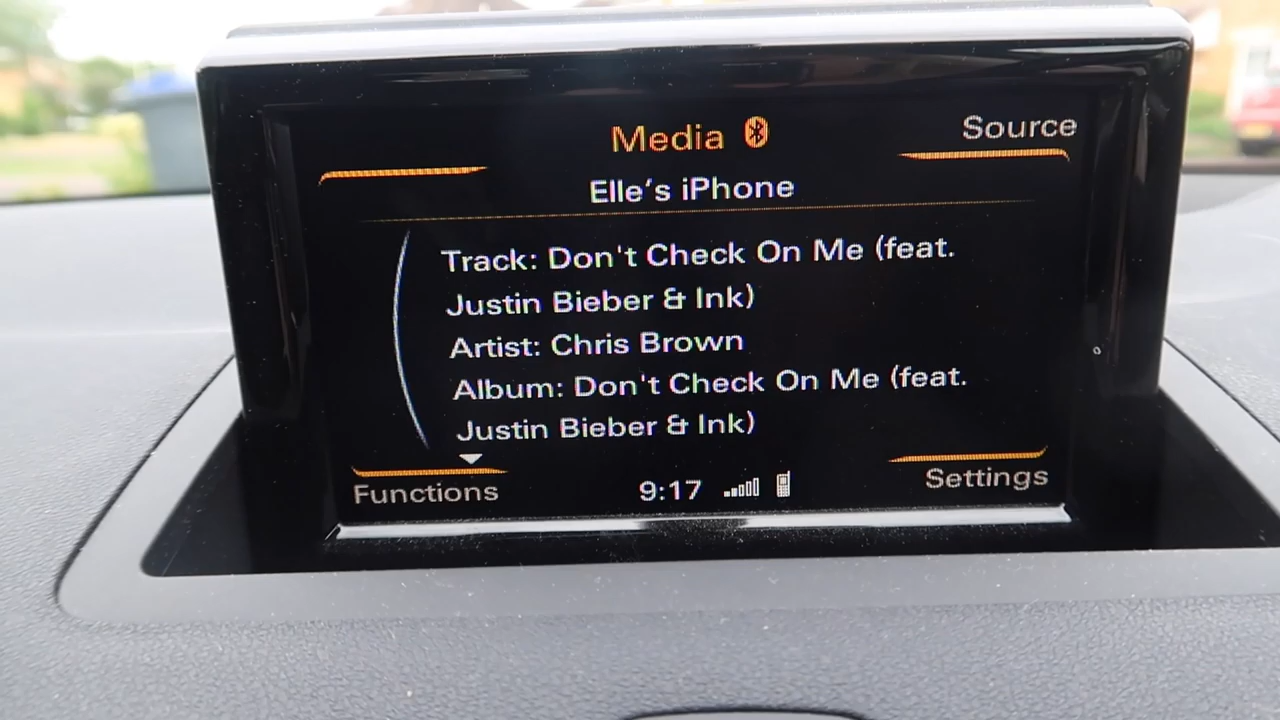 Source
Media
Elle's iPhone
Track: Don't Check On Me (feat.
Justin Bieber & Ink)
Artist: Chris Brown
Album: Don't Check On Me (feat.
Justin Bieber & Ink)
Functions
9:17
Settings